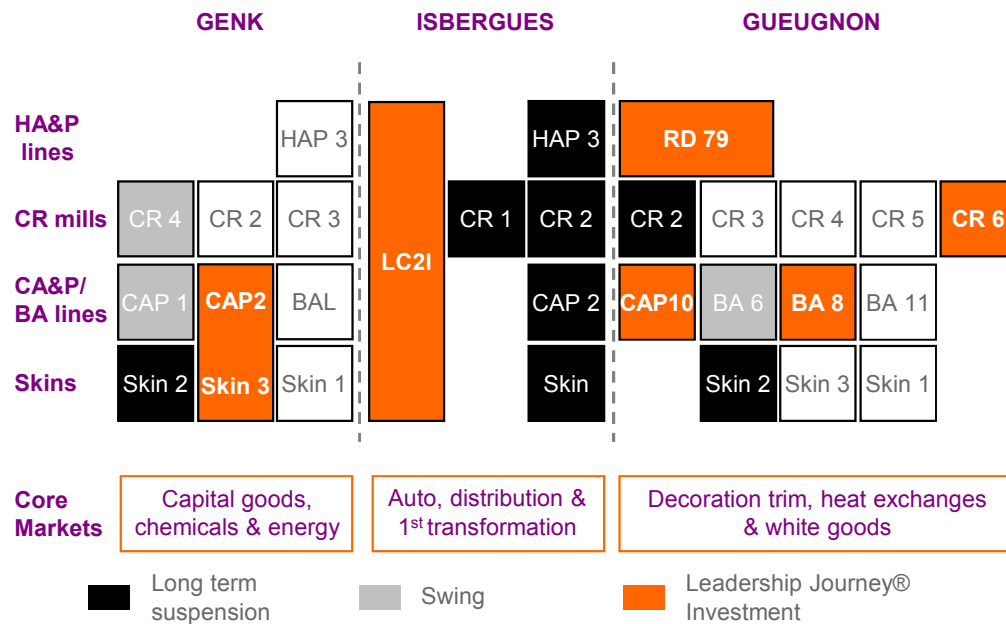 GENK ISBERGUES GUEUGNON
HA&P
lines
HAP 3 HAP 3 RD 79
CR mills
CR 4 CR 2 CR 3 CR 1 CR 2 CR 2 CR 3 CR 4 CR 5 CR 6
LC2I
CA&P/
BA lines
CAP 1 CAP2 BAL CAP 2 CAP10 BA 6 BA 8 BA 11
Skins
Skin 2 Skin 3 Skin 1 Skin Skin 2 Skin 3 Skin 1
Core
Markets
Capital goods,
chemicals & energy
Auto, distribution &
1st transformation
Decoration trim, heat exchanges
& white goods
Long term
suspension
Swing
Leadership Journey®
Investment